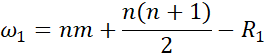 ω₁ = nm + n(n + 1)/2 − R₁